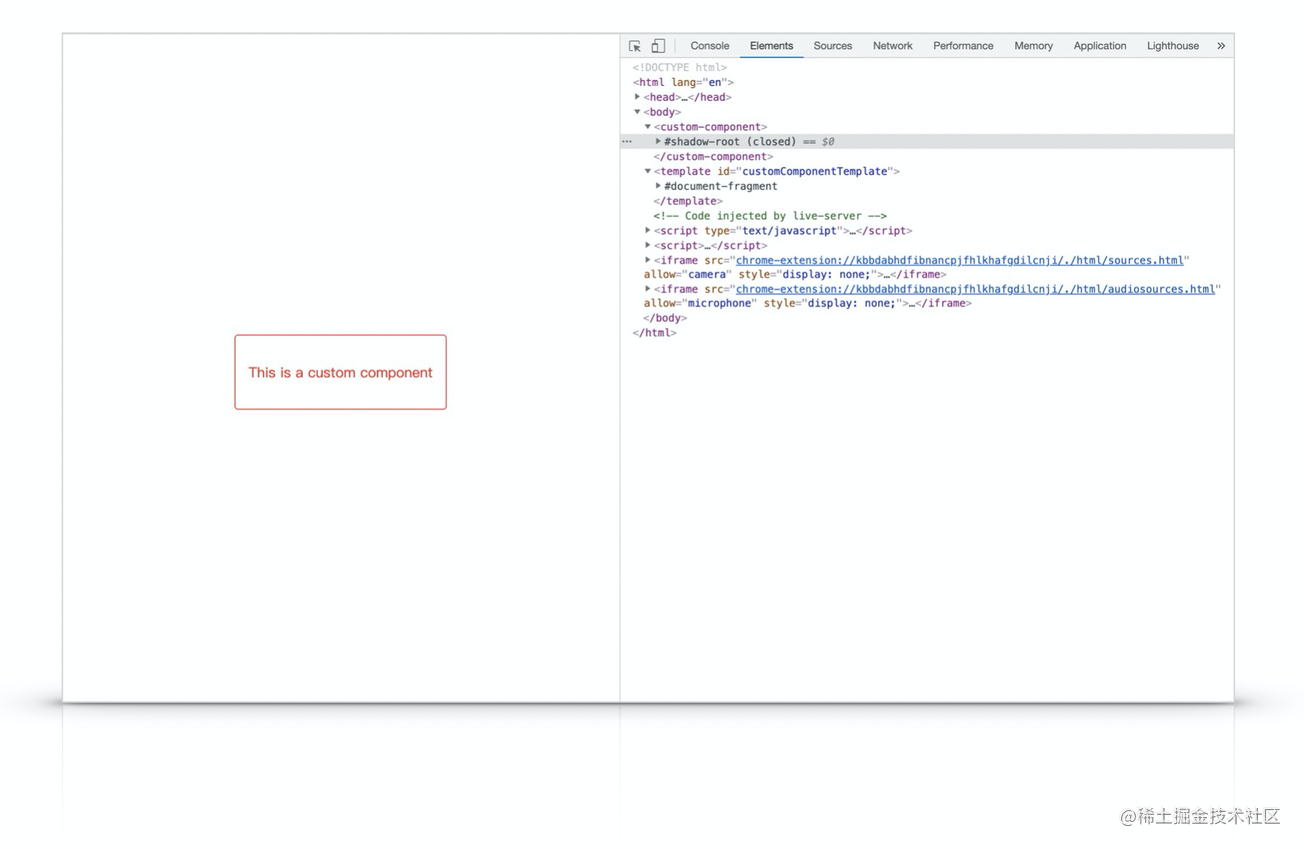 Console Elements Sources Network Performance Memory Application Lighthouse »
<!DOCTYPE html>
<html lang="en">
<head>…</head>
<body>
<custom-component>
… #shadow-root (closed) == $0
</custom-component>
<template id="customComponentTemplate">
#document-fragment
</template>
<!-- Code injected by live-server -->
<script type="text/javascript">…</script>
<script>…</script>
<iframe src="chrome-extension://kbbdabhdfibnancpjfhlkhafgdilcnji/./html/sources.html"
allow="camera" style="display: none;">…</iframe>
<iframe src="chrome-extension://kbbdabhdfibnancpjfhlkhafgdilcnji/./html/audiosources.html"
allow="microphone" style="display: none;">…</iframe>
</body>
</html>
This is a custom component
@稀土掘金技术社区